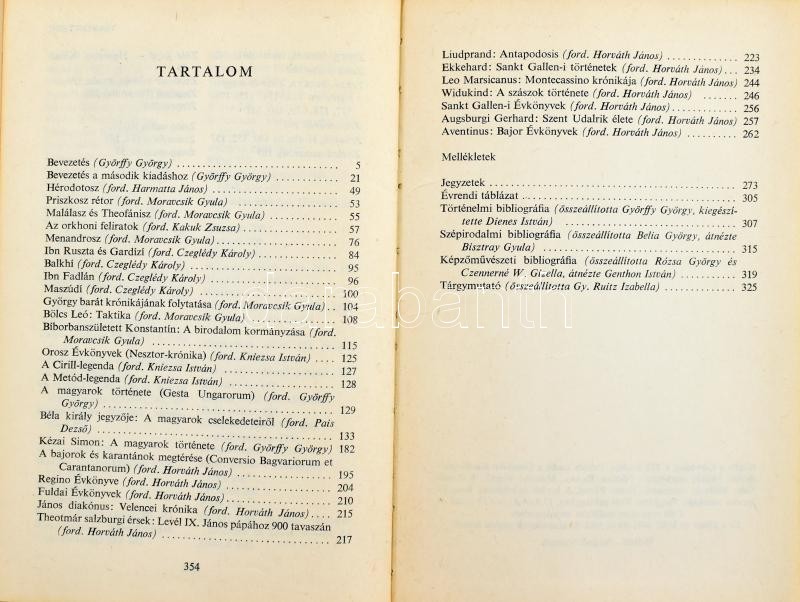 TARTALOM
Bevezetés (Györffy György) 5
Bevezetés a második kiadáshoz (Györffy György) 21
Hérodotosz (ford. Harmatta János) 49
Priszkosz rétor (ford. Moravcsik Gyula) 53
Malálasz és Theofánisz (ford. Moravcsik Gyula) 55
Az orkhoni feliratok (ford. Kakuk Zsuzsa) 57
Menandrosz (ford. Moravcsik Gyula) 76
Ibn Ruszta és Gardízi (ford. Czeglédy Károly) 84
Balkhí (ford. Czeglédy Károly) 95
Ibn Fadlán (ford. Czeglédy Károly) 96
Maszúdi (ford. Czeglédy Károly) 100
György barát krónikájának folytatása (ford. Moravcsik Gyula) 104
Bölcs Leó: Taktika (ford. Moravcsik Gyula) 108
Bíborbanszületett Konstantín: A birodalom kormányzása (ford.
Moravcsik Gyula) 115
Orosz Évkönyvek (Nesztor-krónika) (ford. Kniezsa István) 125
A Cirill-legenda (ford. Kniezsa István) 127
A Metód-legenda (ford. Kniezsa István) 128
A magyarok története (Gesta Ungarorum) (ford. Györffy
György) 129
Béla király jegyzője: A magyarok cselekedeteiről (ford. Pais
Dezső) 133
Kézai Simon: A magyarok története (ford. Györffy György) 182
A bajorok és karantánok megtérése (Conversio Bagvariorum et
Carantanorum) (ford. Horváth János) 195
Regino Évkönyve (ford. Horváth János) 204
Fuldai Évkönyvek (ford. Horváth János) 210
János diakónus: Velencei krónika (ford. Horváth János) 215
Theotmár salzburgi érsek: Levél IX. János pápához 900 tavaszán
(ford. Horváth János) 217
354
Liudprand: Antapodosis (ford. Horváth János) 223
Ekkehard: Sankt Gallen-i történetek (ford. Horváth János) 234
Leo Marsicanus: Montecassino krónikája (ford. Horváth János) 244
Widukind: A szászok története (ford. Horváth János) 246
Sankt Gallen-i Évkönyvek (ford. Horváth János) 256
Augsburgi Gerhard: Szent Udalrik élete (ford. Horváth János) 257
Aventinus: Bajor Évkönyvek (ford. Horváth János) 262
Mellékletek
Jegyzetek 273
Évrendi táblázat 305
Történelmi bibliográfia (összeállította Györffy György, kiegészí-
tette Dienes István) 307
Szépirodalmi bibliográfia (összeállította Belia György, átnézte
Bisztray Gyula) 315
Képzőművészeti bibliográfia (összeállította Rózsa György és
Czennerné W. Gizella, átnézte Genthon István) 319
Tárgymutató (összeállította Gy. Ruitz Izabella) 325
darabanth